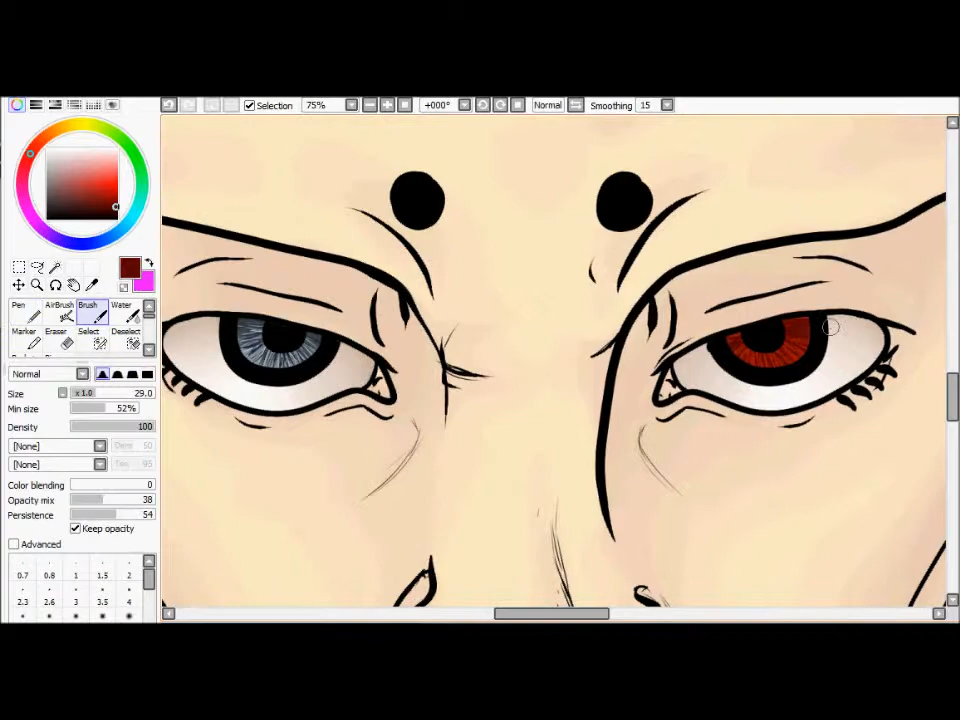 Selection 75% +000° Normal Smoothing 15
Pen AirBrush Brush Water
Marker Eraser Select Deselect
Normal
Size x 1.0 29.0
Min size 52%
Density 100
[None] 50
[None] 95
Color blending 0
Opacity mix 38
Persistence 54
Keep opacity
Advanced
0.7 0.8 1 1.5 2
2.3 2.6 3 3.5 4